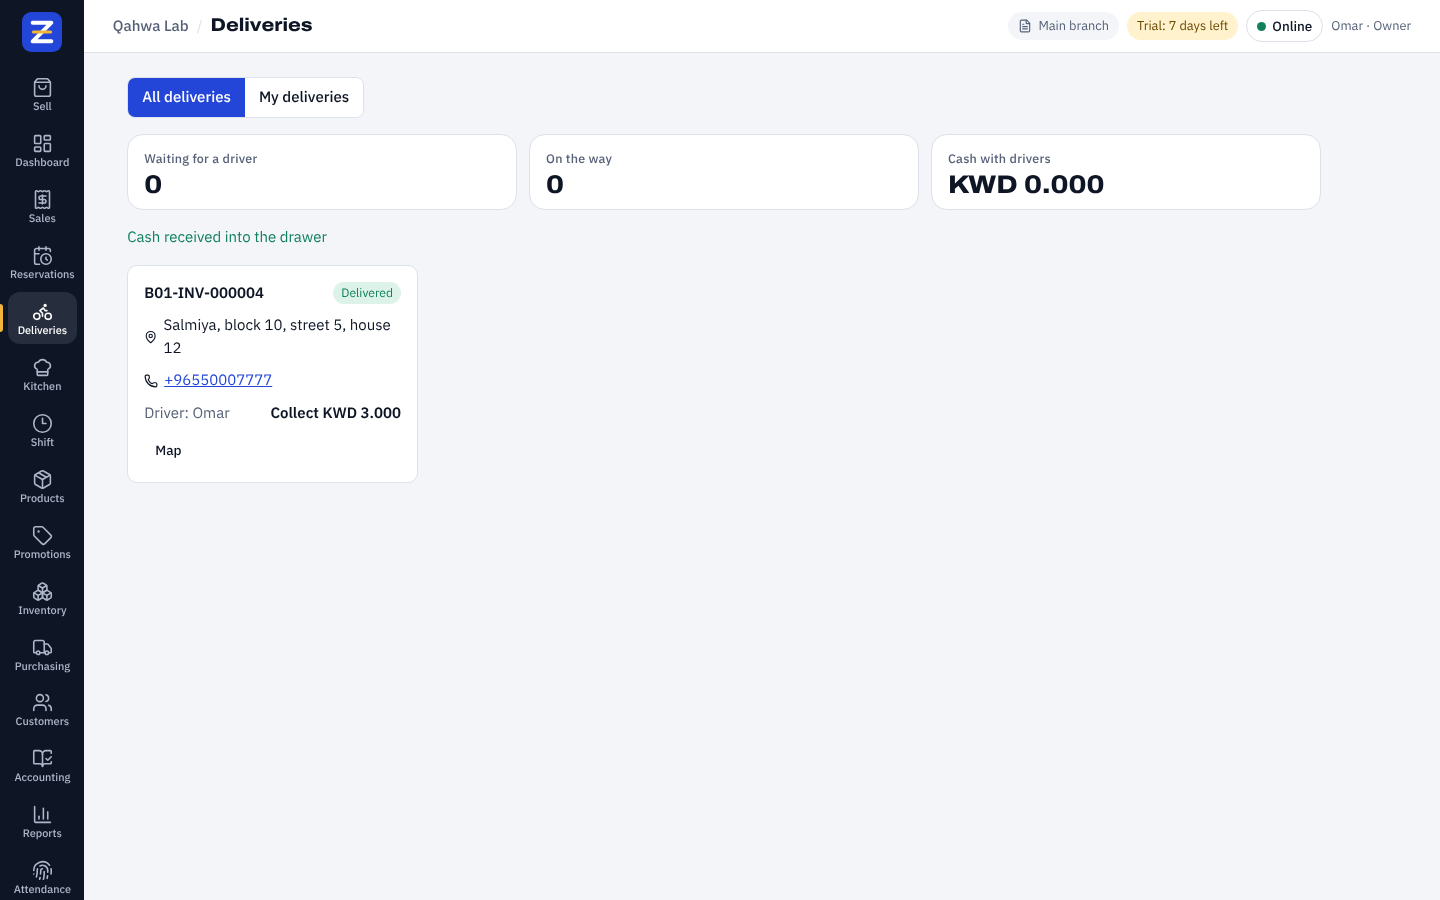 Qahwa Lab / Deliveries
Main branch
Trial: 7 days left
Online
Omar · Owner
Sell
Dashboard
Sales
Reservations
Deliveries
Kitchen
Shift
Products
Promotions
Inventory
Purchasing
Customers
Accounting
Reports
Attendance
All deliveries
My deliveries
Waiting for a driver
0
On the way
0
Cash with drivers
KWD 0.000
Cash received into the drawer
B01-INV-000004
Delivered
Salmiya, block 10, street 5, house
12
+96550007777
Driver: Omar
Collect KWD 3.000
Map